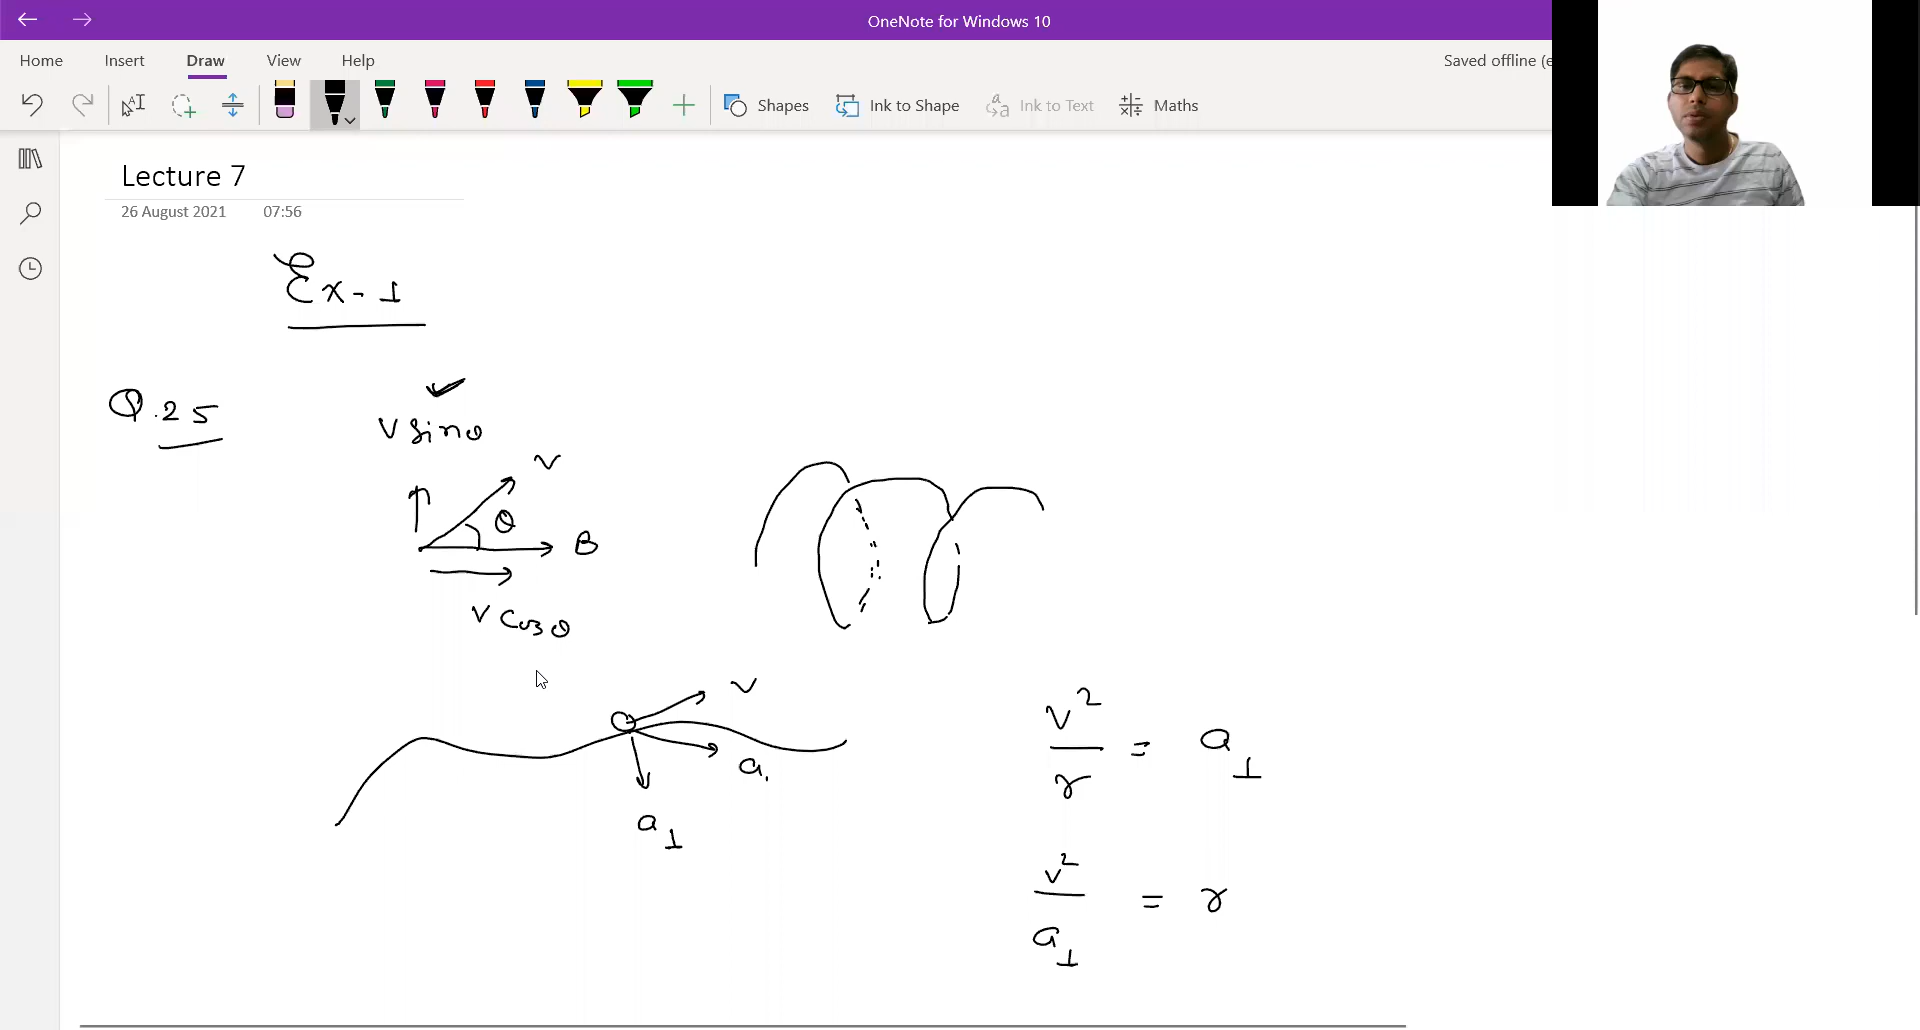 OneNote for Windows 10
Home Insert Draw View Help Saved offline (e
Shapes Ink to Shape Ink to Text Maths
Lecture 7
26 August 2021 07:56
Ex-1
Q.25
v sinθ
v
θ
B
v cosθ
v
a
a⊥
v²/r = a⊥
v²/a⊥ = r